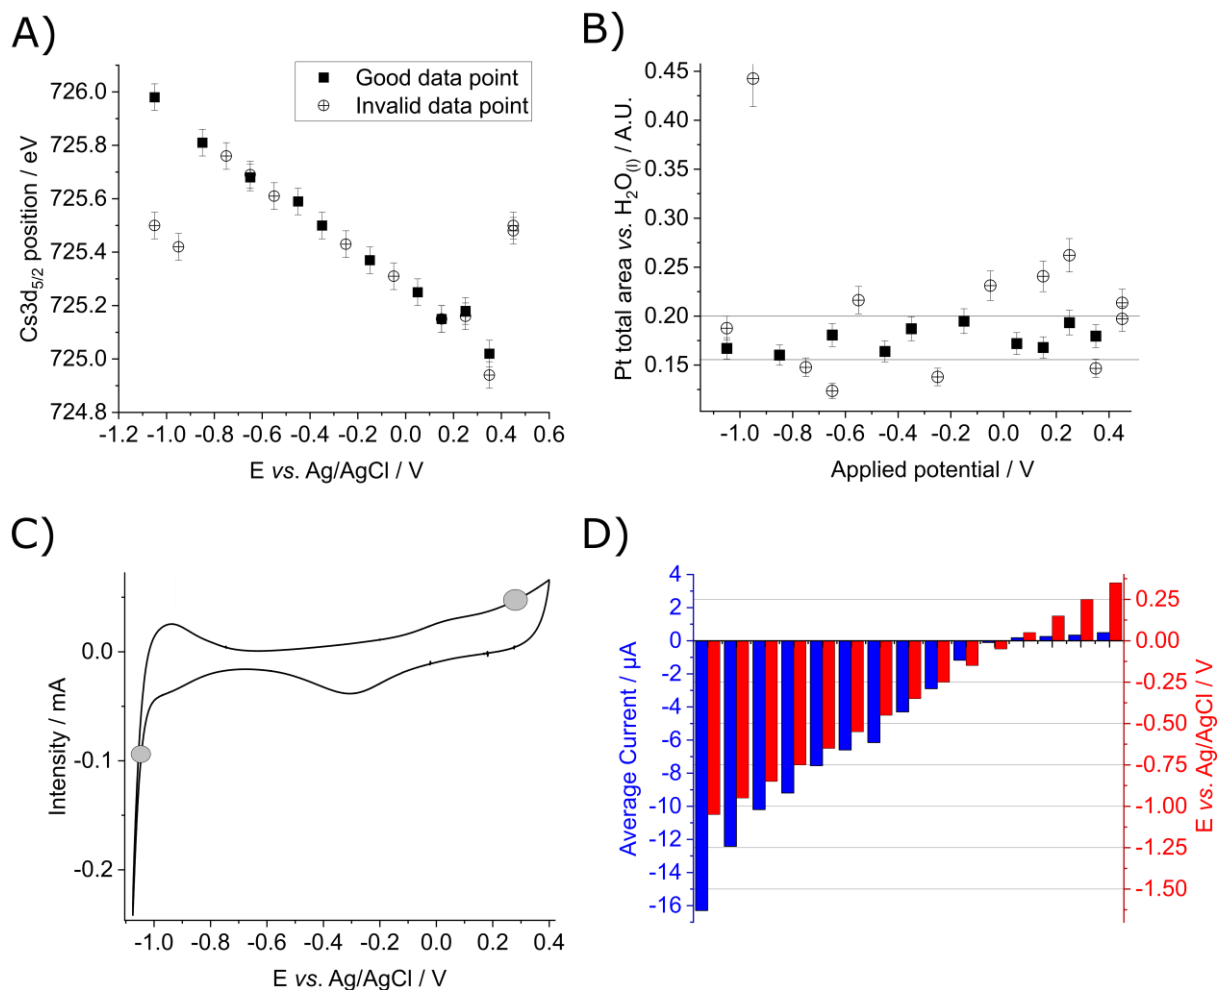 A)
Good data point
Invalid data point
726.0
725.8
725.6
725.4
725.2
725.0
724.8
Cs3d5/2 position / eV
-1.2 -1.0 -0.8 -0.6 -0.4 -0.2 0.0 0.2 0.4 0.6
E vs. Ag/AgCl / V
B)
0.45
0.40
0.35
0.30
0.25
0.20
0.15
Pt total area vs. H2O(l) / A.U.
-1.0 -0.8 -0.6 -0.4 -0.2 0.0 0.2 0.4
Applied potential / V
C)
0.0
-0.1
-0.2
Intensity / mA
-1.0 -0.8 -0.6 -0.4 -0.2 0.0 0.2 0.4
E vs. Ag/AgCl / V
D)
4
2
0
-2
-4
-6
-8
-10
-12
-14
-16
Average Current / µA
0.25
0.00
-0.25
-0.50
-0.75
-1.00
-1.25
-1.50
E vs. Ag/AgCl / V